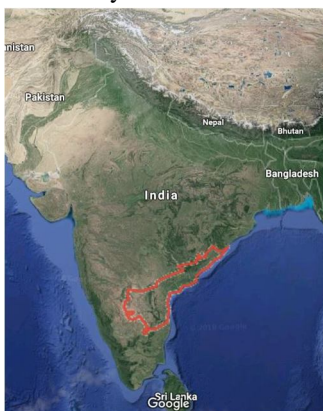 anistan
Pakistan
Nepal
Bhutan
Bangladesh
India
Sri Lanka
Google